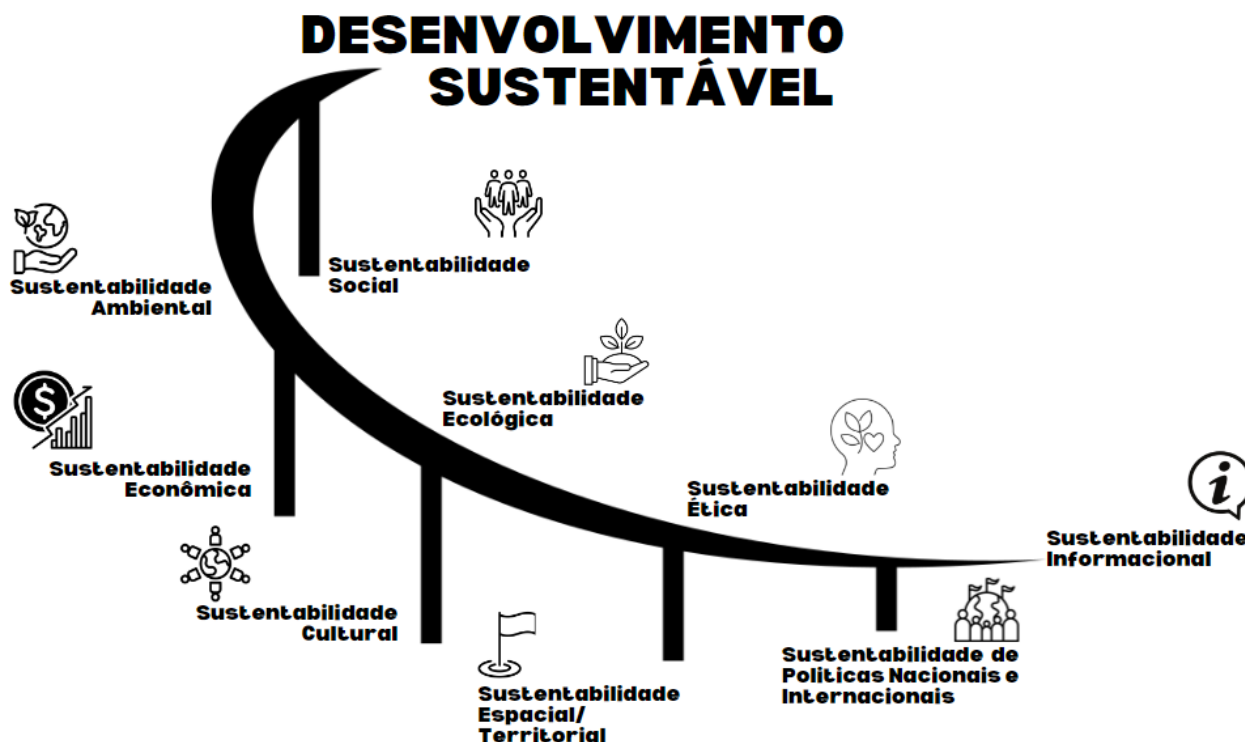 DESENVOLVIMENTO
SUSTENTÁVEL
Sustentabilidade
Social
Sustentabilidade
Ambiental
Sustentabilidade
Ecológica
Sustentabilidade
Econômica
Sustentabilidade
Ética
Sustentabilidade
Informacional
Sustentabilidade
Cultural
Sustentabilidade de
Politicas Nacionais e
Internacionais
Sustentabilidade
Espacial/
Territorial